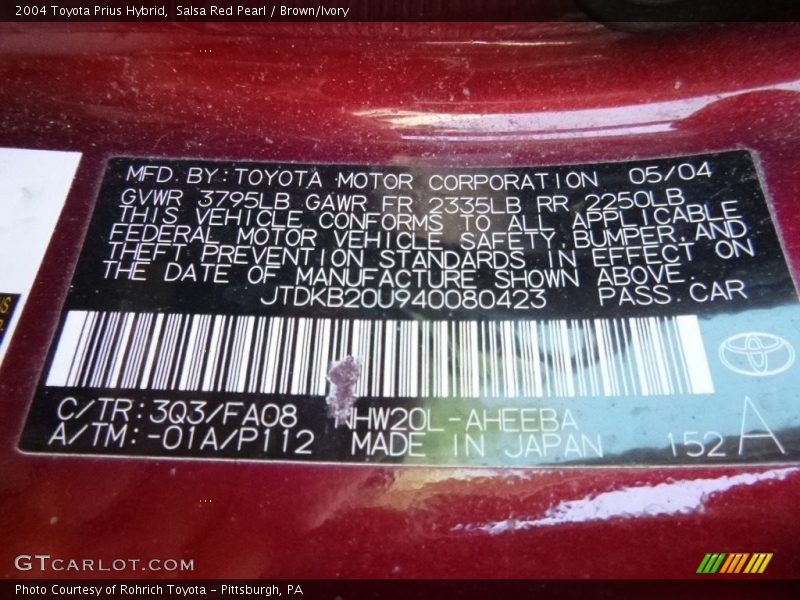 2004 Toyota Prius Hybrid, Salsa Red Pearl / Brown/Ivory
MFD. BY: TOYOTA MOTOR CORPORATION 05/04
GVWR 3795LB GAWR FR 2335LB RR 2250LB
THIS VEHICLE CONFORMS TO ALL APPLICABLE
FEDERAL MOTOR VEHICLE SAFETY, BUMPER, AND
THEFT PREVENTION STANDARDS IN EFFECT ON
THE DATE OF MANUFACTURE SHOWN ABOVE.
JTDKB20U940080423 PASS. CAR
C/TR: 3Q3/FA08 NHW20L-AHEEBA
A/TM: -01A/P112 MADE IN JAPAN 152 A
GTCARLOT.COM
Photo Courtesy of Rohrich Toyota - Pittsburgh, PA